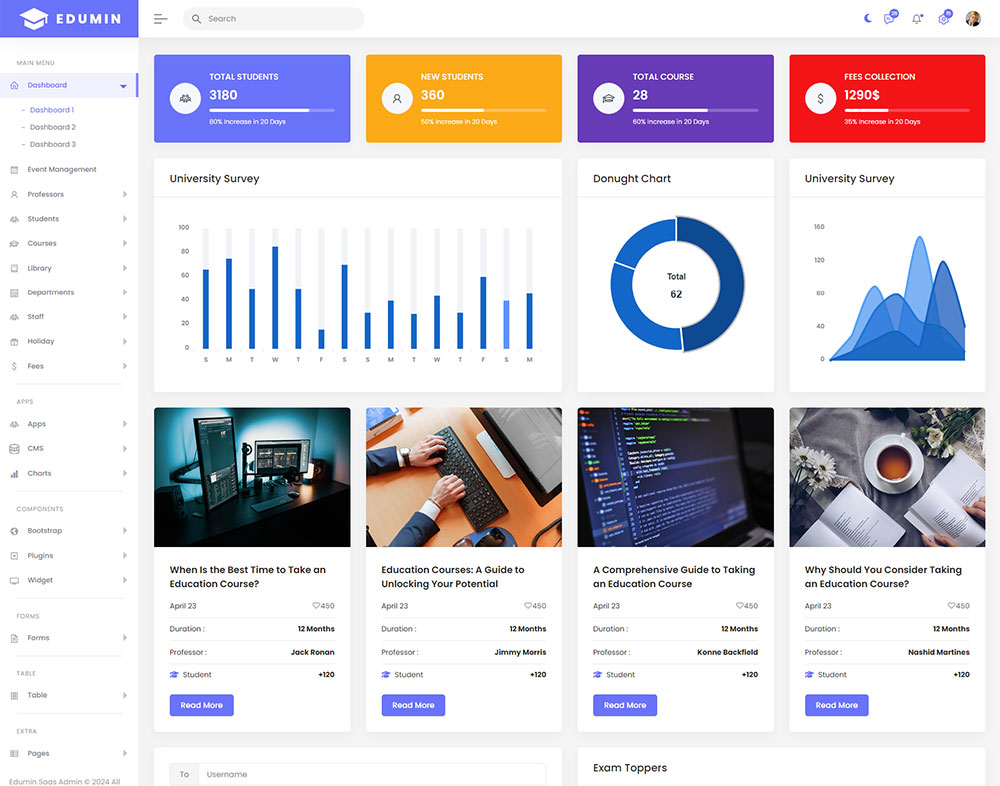 EDUMIN
Search
MAIN MENU
Dashboard
- Dashboard 1
- Dashboard 2
- Dashboard 3
Event Management
Professors
Students
Courses
Library
Departments
Staff
Holiday
Fees
APPS
Apps
CMS
Charts
COMPONENTS
Bootstrap
Plugins
Widget
FORMS
Forms
TABLE
Table
EXTRA
Pages
Edumin Saas Admin © 2024 All
TOTAL STUDENTS
3180
80% Increase in 20 Days
NEW STUDENTS
360
50% Increase in 20 Days
TOTAL COURSE
28
60% Increase in 20 Days
FEES COLLECTION
1290$
35% Increase in 20 Days
University Survey
100
80
60
40
20
0
S M T W T F S S M T W T F S M
Donught Chart
Total
62
University Survey
160
120
80
40
0
When Is the Best Time to Take an
Education Course?
April 23 450
Duration : 12 Months
Professor : Jack Ronan
Student +120
Read More
Education Courses: A Guide to
Unlocking Your Potential
April 23 450
Duration : 12 Months
Professor : Jimmy Morris
Student +120
Read More
A Comprehensive Guide to Taking
an Education Course
April 23 450
Duration : 12 Months
Professor : Konne Backfield
Student +120
Read More
Why Should You Consider Taking
an Education Course?
April 23 450
Duration : 12 Months
Professor : Nashid Martines
Student +120
Read More
To Username
Exam Toppers